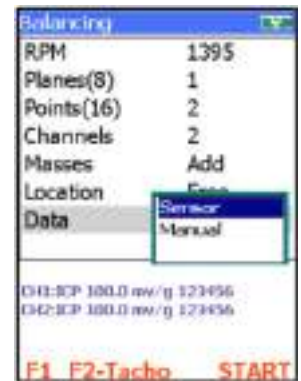 Balancing
RPM 1395
Planes(8) 1
Points(16) 2
Channels 2
Masses Add
Location Free
Data Sensor
Manual
CH1:ICP 100.0 mv/g 123456
CH2:ICP 100.0 mv/g 123456
F1 F2-Tacho START